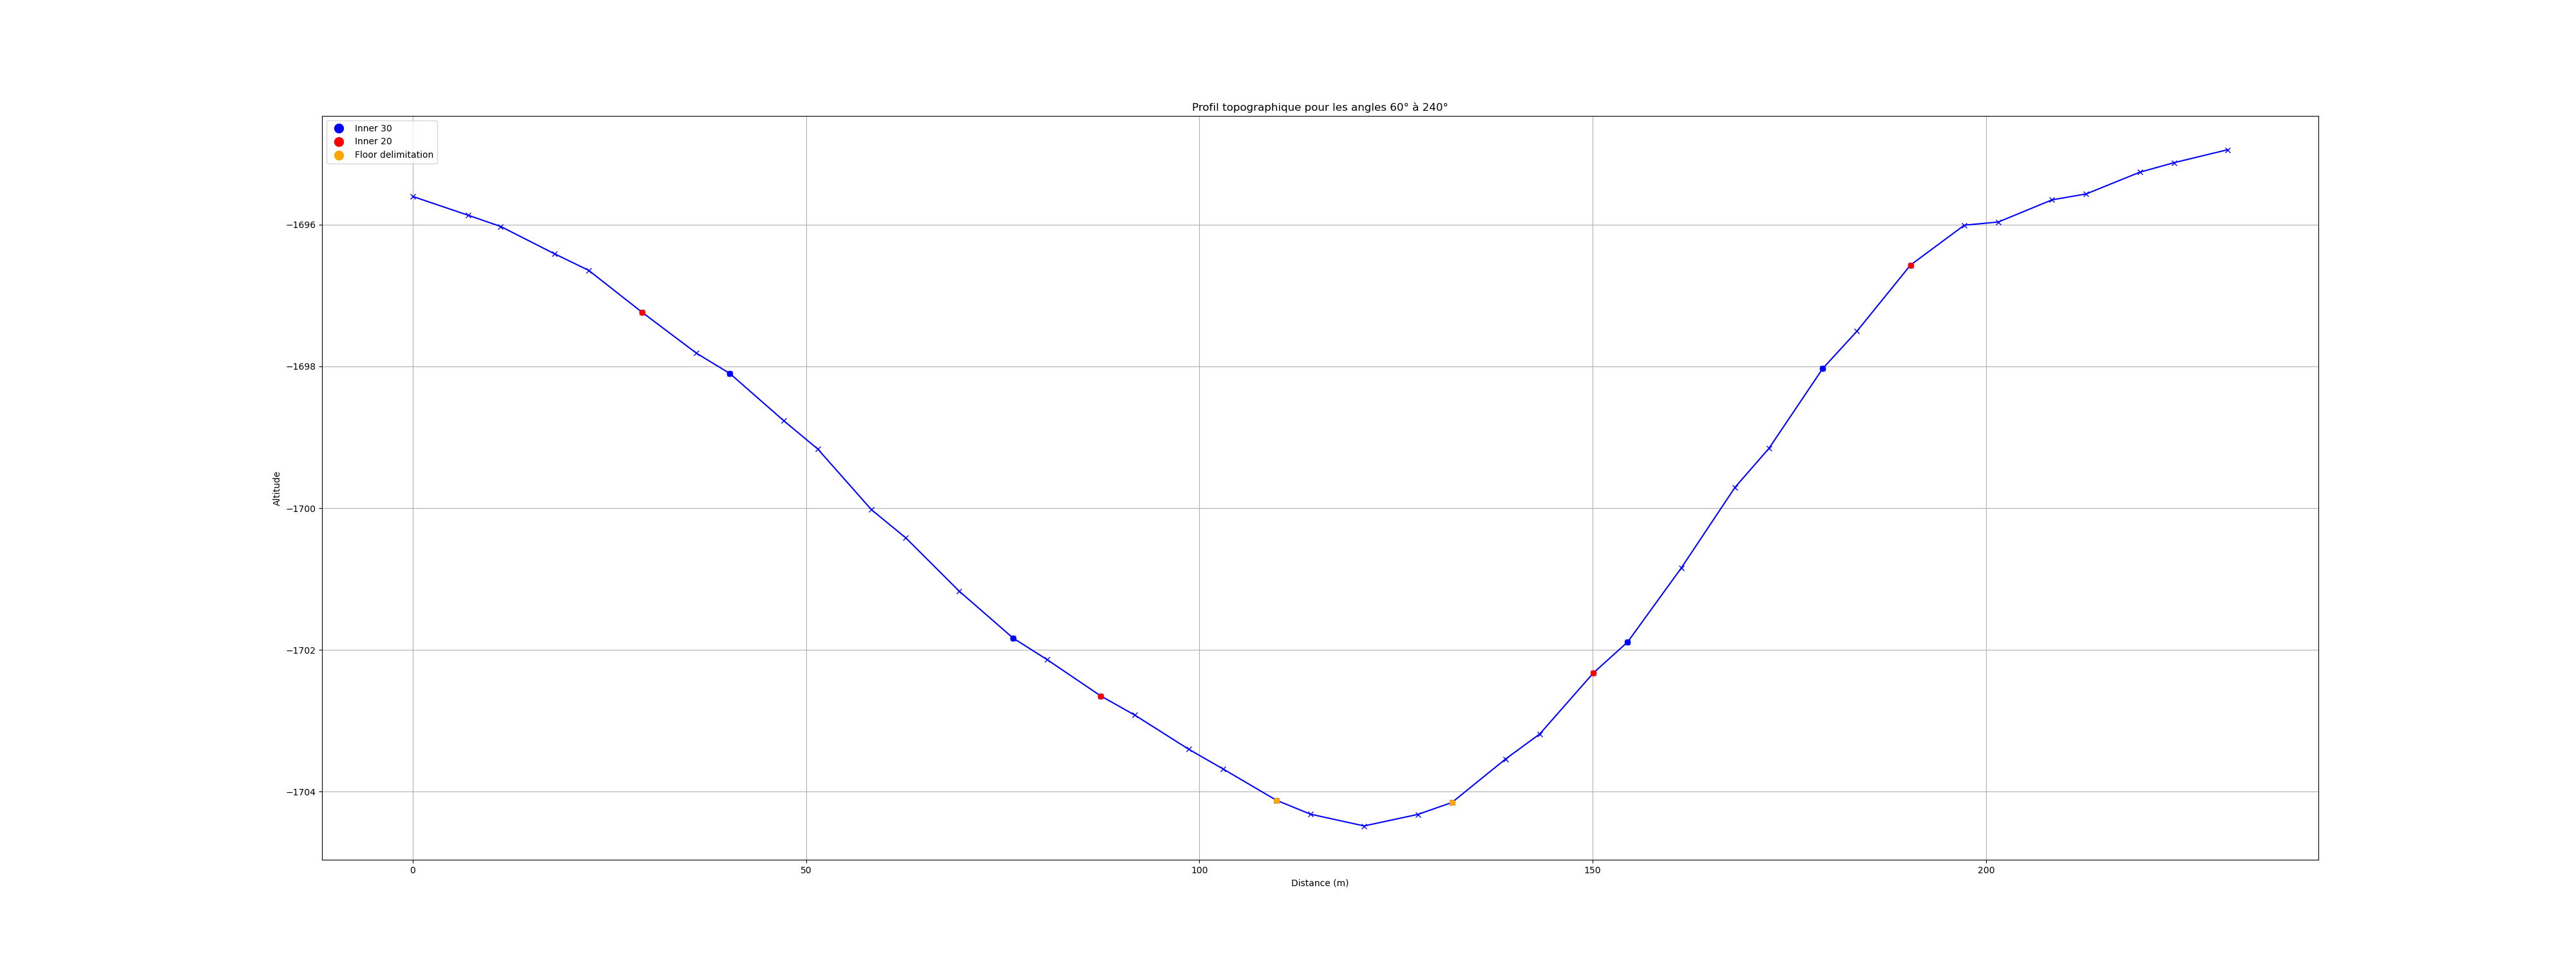 Profil topographique pour les angles 60° à 240°
Inner 30
Inner 20
Floor delimitation
Altitude
−1696
−1698
−1700
−1702
−1704
0
50
100
150
200
Distance (m)